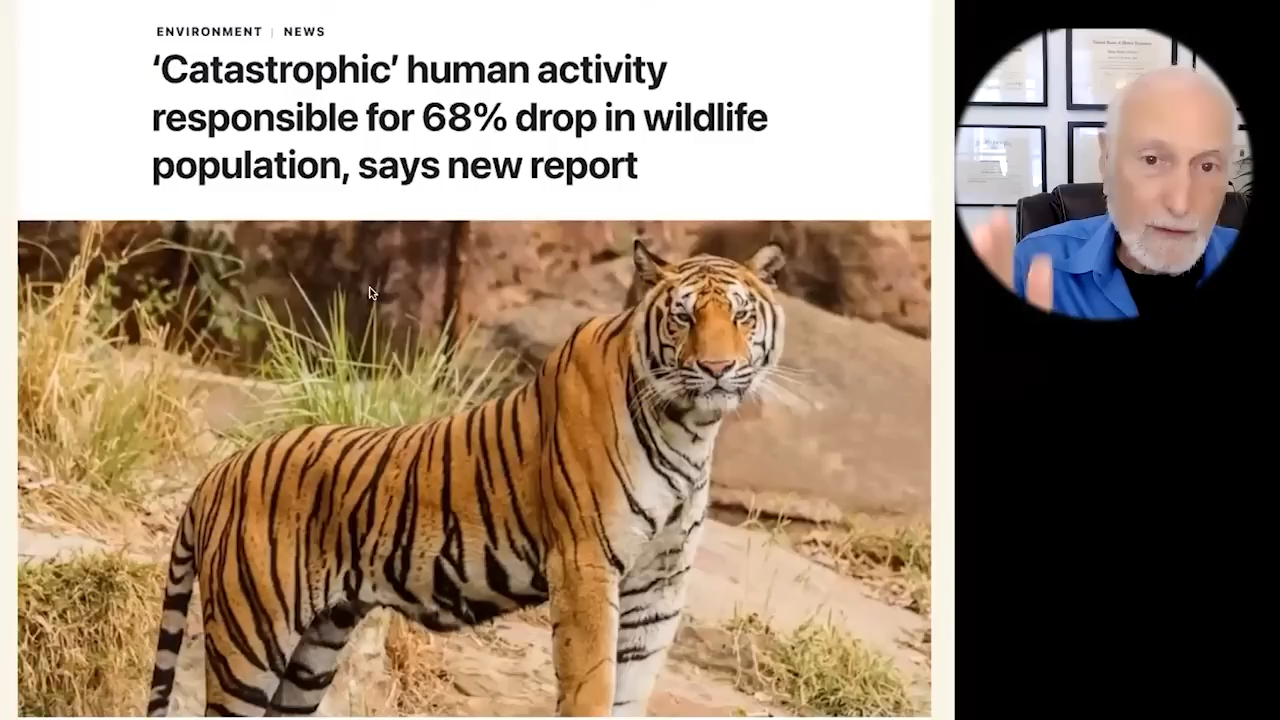 ENVIRONMENT | NEWS
‘Catastrophic’ human activity
responsible for 68% drop in wildlife
population, says new report